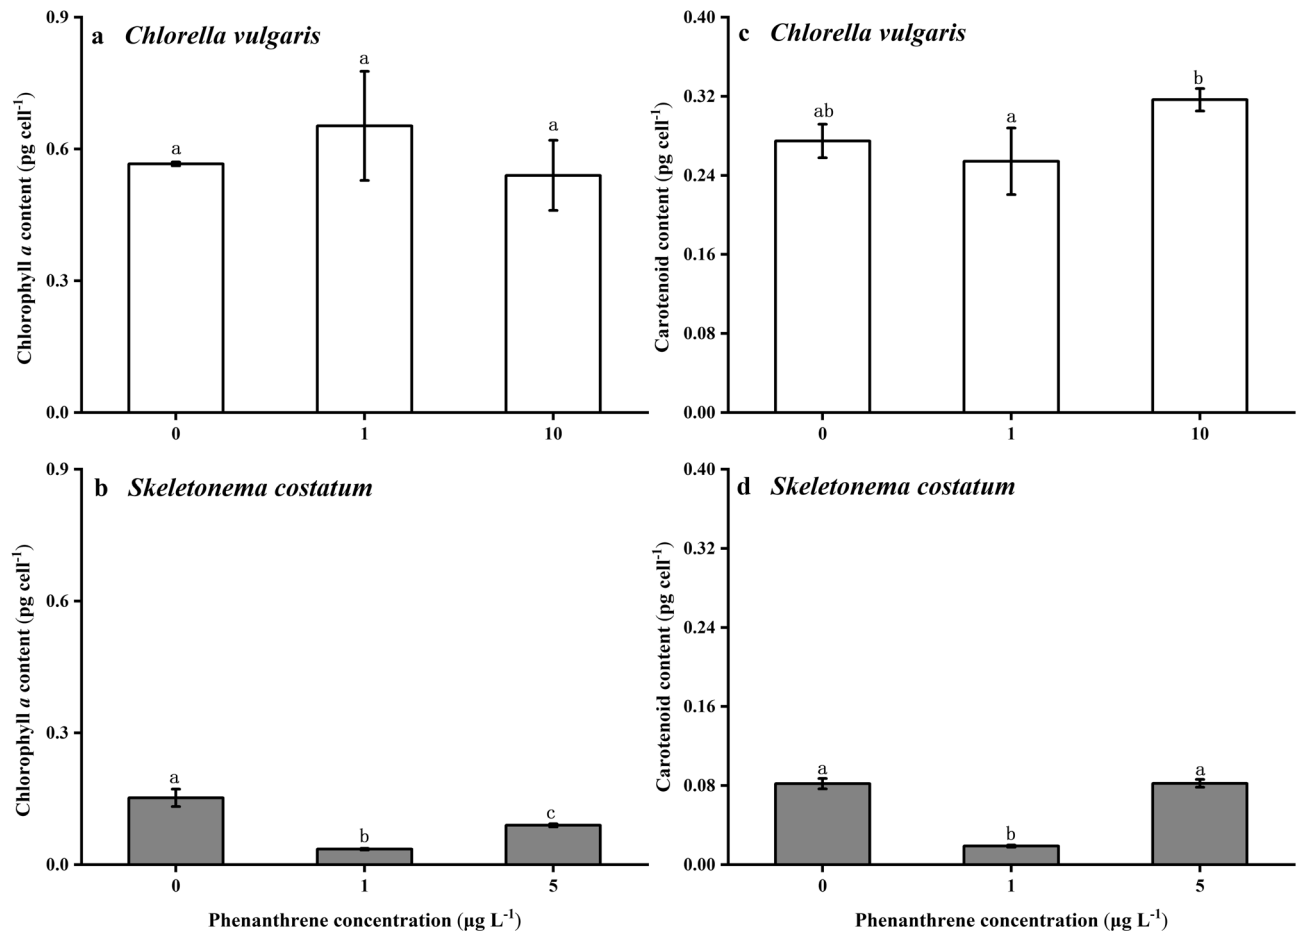 a Chlorella vulgaris
Chlorophyll a content (pg cell-1)
0.9
0.6
0.3
0.0
a
a
a
0
1
10
c Chlorella vulgaris
Carotenoid content (pg cell-1)
0.40
0.32
0.24
0.16
0.08
0.00
ab
a
b
0
1
10
b Skeletonema costatum
Chlorophyll a content (pg cell-1)
0.9
0.6
0.3
0.0
a
b
c
0
1
5
Phenanthrene concentration (μg L-1)
d Skeletonema costatum
Carotenoid content (pg cell-1)
0.40
0.32
0.24
0.16
0.08
0.00
a
b
a
0
1
5
Phenanthrene concentration (μg L-1)